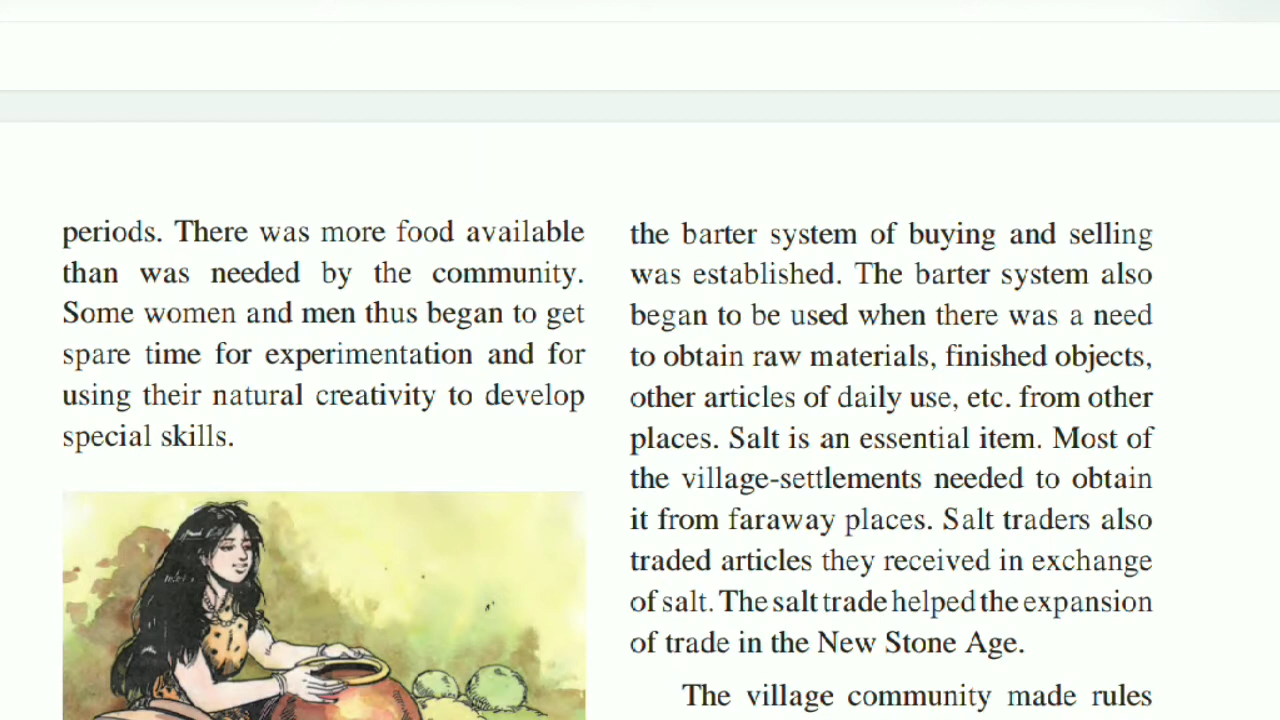 periods. There was more food available
than was needed by the community.
Some women and men thus began to get
spare time for experimentation and for
using their natural creativity to develop
special skills.
the barter system of buying and selling
was established. The barter system also
began to be used when there was a need
to obtain raw materials, finished objects,
other articles of daily use, etc. from other
places. Salt is an essential item. Most of
the village-settlements needed to obtain
it from faraway places. Salt traders also
traded articles they received in exchange
of salt. The salt trade helped the expansion
of trade in the New Stone Age.
The village community made rules